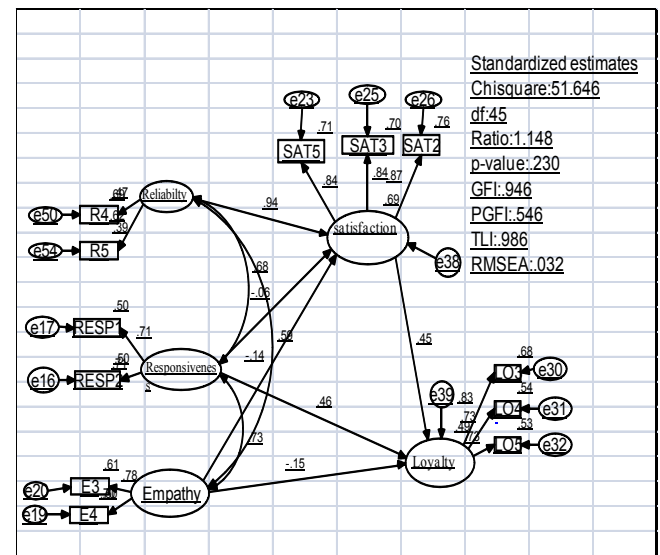 Standardized estimates
Chisquare:51.646
df:45
Ratio:1.148
p-value:.230
GFI:.946
PGFI:.546
TLI:.986
RMSEA:.032
e23
e25
e26
.71
.70
.76
SAT5
SAT3
SAT2
.84
.84
.87
.69
Reliabilty
.94
satisfaction
e50
R4
e54
R5
.39
e38
.68
-.06
.50
e17
RESP1
.71
.59
.45
.50
e16
RESP2
Responsivenes
s
-.14
.46
e39
.68
LO3
e30
.83
.54
.73
LO4
e31
.49
.53
.73
LO5
e32
.73
Loyalty
-.15
.61
.78
e20
E3
Empathy
e19
E4